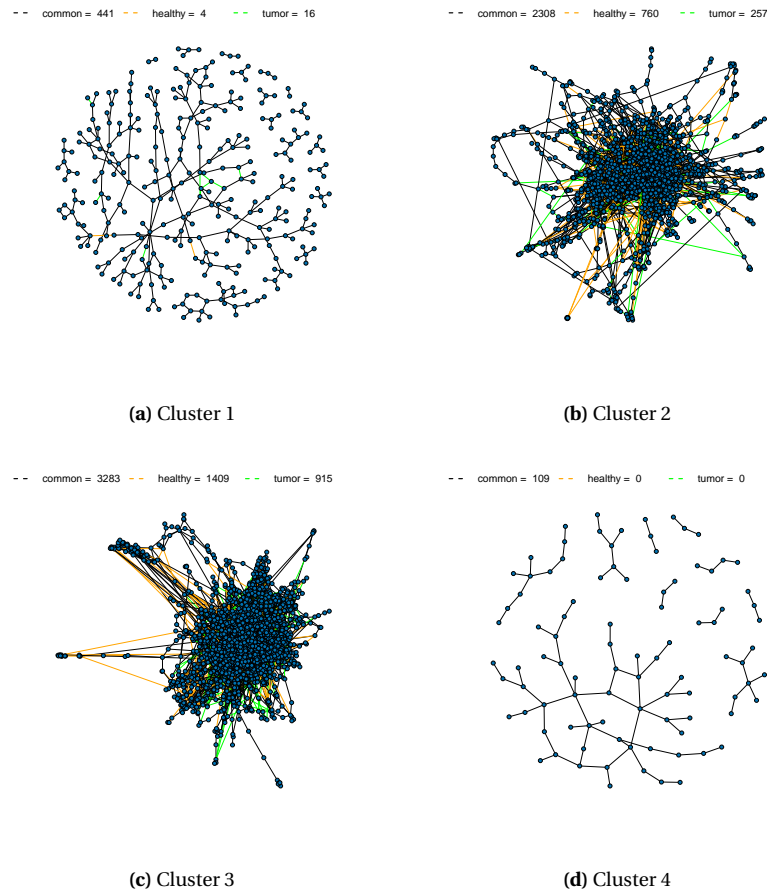 common = 441 healthy = 4 tumor = 16
common = 2308 healthy = 760 tumor = 257
(a) Cluster 1
(b) Cluster 2
common = 3283 healthy = 1409 tumor = 915
common = 109 healthy = 0 tumor = 0
(c) Cluster 3
(d) Cluster 4